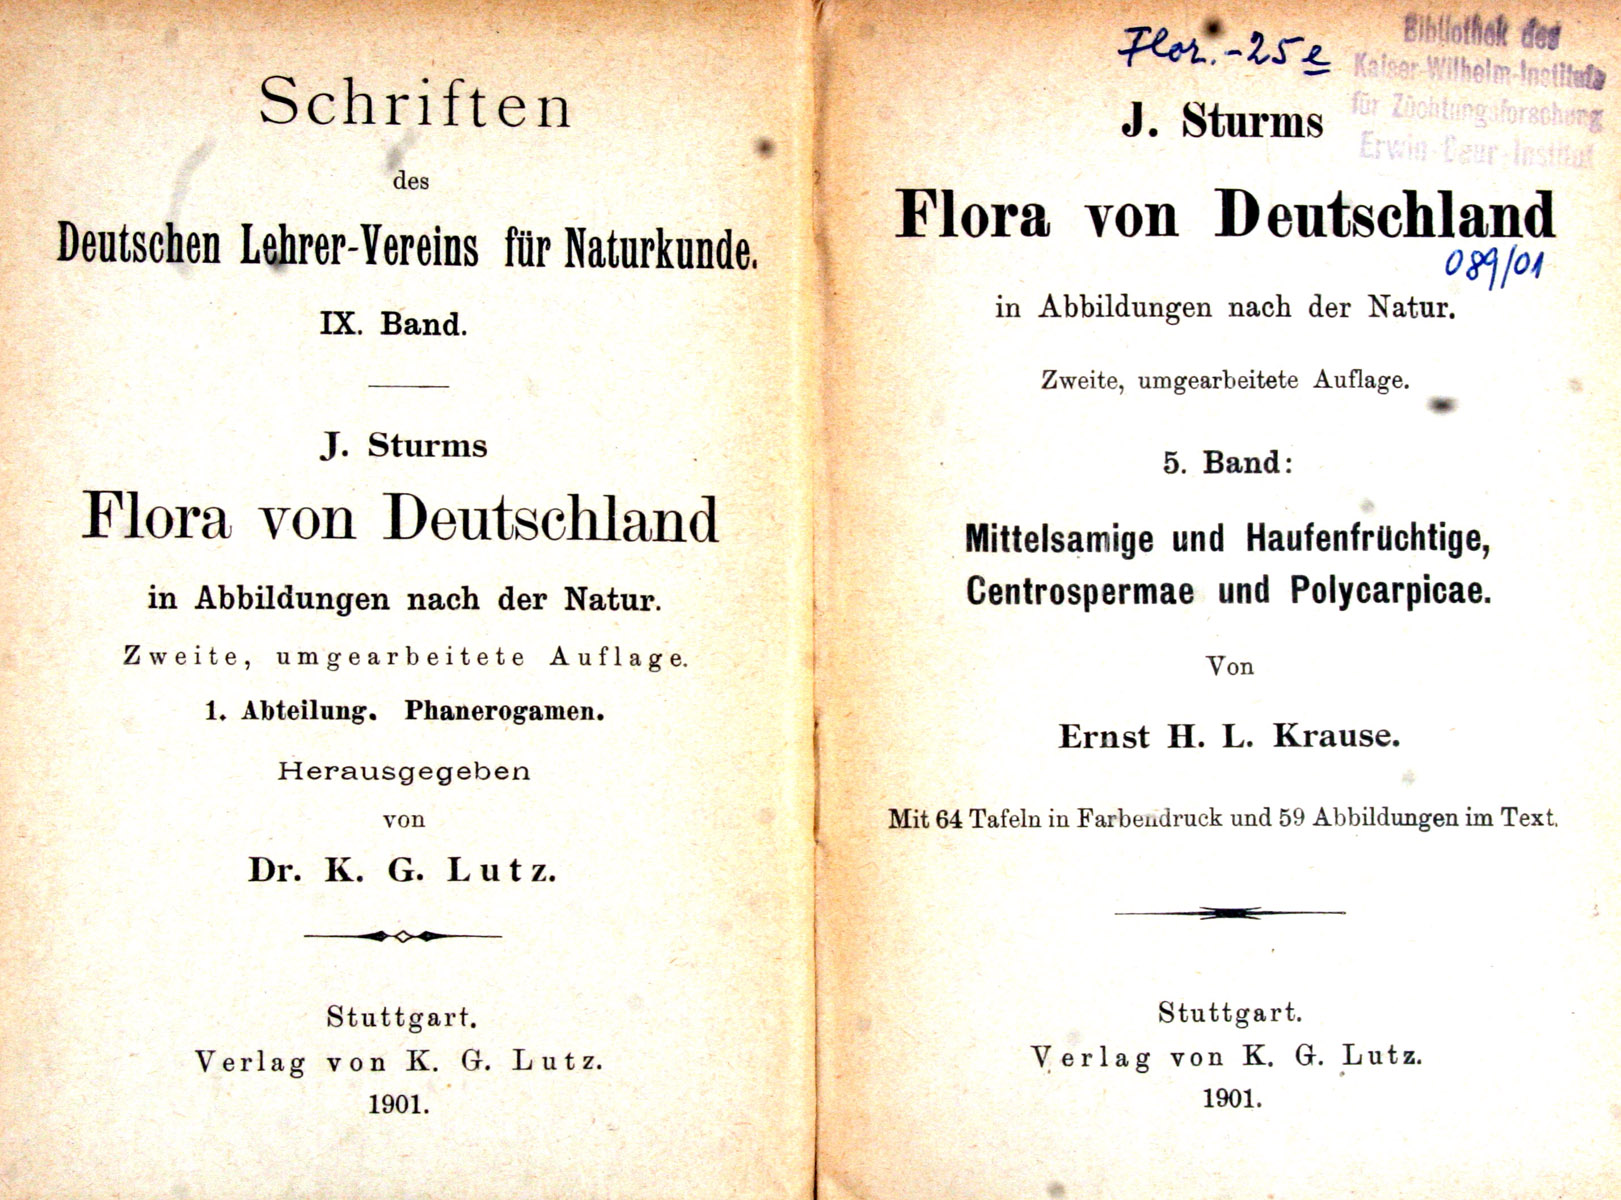 Schriften
des
Deutschen Lehrer-Vereins für Naturkunde.
IX. Band.
J. Sturms
Flora von Deutschland
in Abbildungen nach der Natur.
Zweite, umgearbeitete Auflage.
1. Abteilung. Phanerogamen.
Herausgegeben
von
Dr. K. G. Lutz.
Stuttgart.
Verlag von K. G. Lutz.
1901.
Flor.-25e
Bibliothek des
Kaiser-Wilhelm-Instituts
für Züchtungsforschung
Erwin-Baur-Institut
J. Sturms
Flora von Deutschland
089/01
in Abbildungen nach der Natur.
Zweite, umgearbeitete Auflage.
5. Band:
Mittelsamige und Haufenfrüchtige,
Centrospermae und Polycarpicae.
Von
Ernst H. L. Krause.
Mit 64 Tafeln in Farbendruck und 59 Abbildungen im Text.
Stuttgart.
Verlag von K. G. Lutz.
1901.